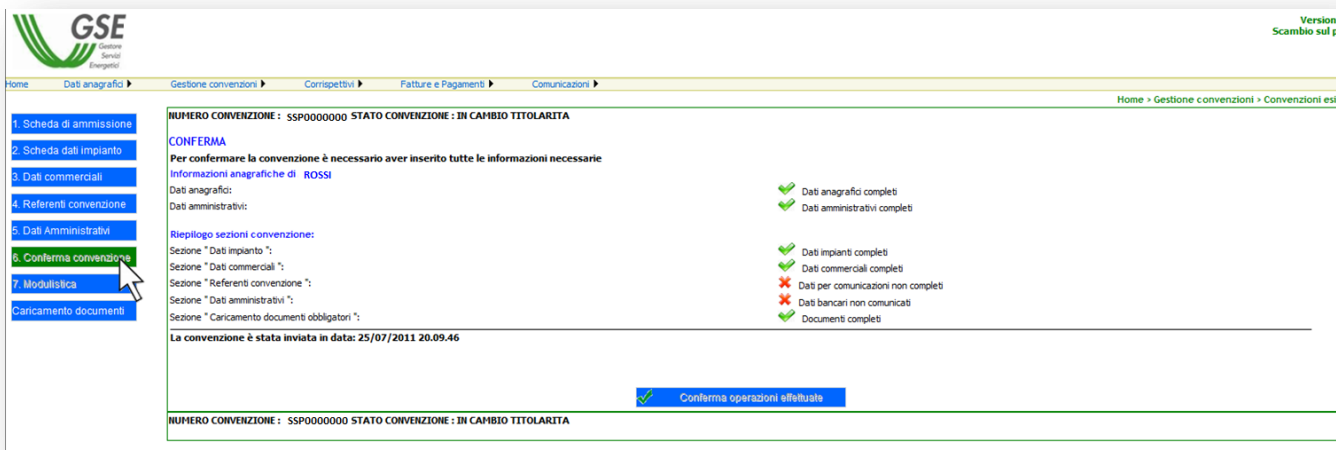 GSE
Gestore
Servizi
Energetici
Version
Scambio sul p
Home Dati anagrafici Gestione convenzioni Corrispettivi Fatture e Pagamenti Comunicazioni
Home > Gestione convenzioni > Convenzioni esi
1. Scheda di ammissione
2. Scheda dati impianto
3. Dati commerciali
4. Referenti convenzione
5. Dati Amministrativi
6. Conferma convenzione
7. Modulistica
Caricamento documenti
NUMERO CONVENZIONE : SSP0000000 STATO CONVENZIONE : IN CAMBIO TITOLARITA
CONFERMA
Per confermare la convenzione è necessario aver inserito tutte le informazioni necessarie
Informazioni anagrafiche di ROSSI
Dati anagrafici: Dati anagrafici completi
Dati amministrativi: Dati amministrativi completi
Riepilogo sezioni convenzione:
Sezione " Dati impianto ": Dati impianti completi
Sezione " Dati commerciali ": Dati commerciali completi
Sezione " Referenti convenzione ": Dati per comunicazioni non completi
Sezione " Dati amministrativi ": Dati bancari non comunicati
Sezione " Caricamento documenti obbligatori ": Documenti completi
La convenzione è stata inviata in data: 25/07/2011 20.09.46
Conferma operazioni effettuate
NUMERO CONVENZIONE : SSP0000000 STATO CONVENZIONE : IN CAMBIO TITOLARITA